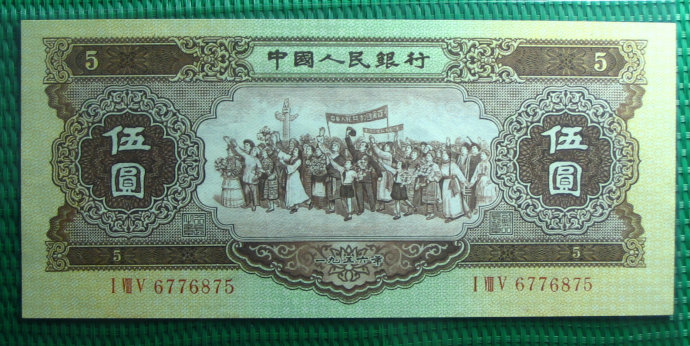 5 中國人民銀行 5
伍圓 伍圓
5 一九五六年 5
I VIII V 6776875 I VIII V 6776875